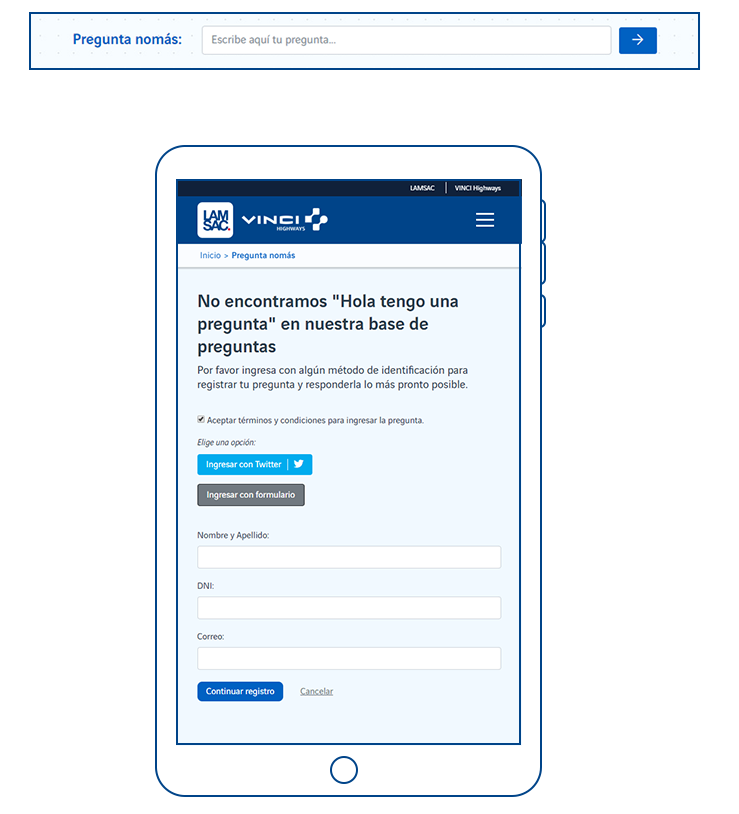 Pregunta nomás:
Escribe aquí tu pregunta...
LAMSAC
VINCI Highways
LAM
SAC.
VINCI
HIGHWAYS
Inicio > Pregunta nomás
No encontramos "Hola tengo una
pregunta" en nuestra base de
preguntas
Por favor ingresa con algún método de identificación para
registrar tu pregunta y responderla lo más pronto posible.
Aceptar términos y condiciones para ingresar la pregunta.
Elige una opción:
Ingresar con Twitter
Ingresar con formulario
Nombre y Apellido:
DNI:
Correo:
Continuar registro
Cancelar